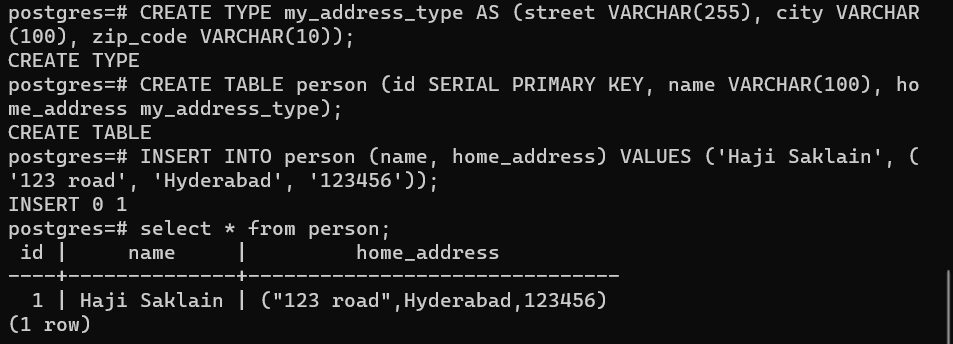 postgres=# CREATE TYPE my_address_type AS (street VARCHAR(255), city VARCHAR
(100), zip_code VARCHAR(10));
CREATE TYPE
postgres=# CREATE TABLE person (id SERIAL PRIMARY KEY, name VARCHAR(100), ho
me_address my_address_type);
CREATE TABLE
postgres=# INSERT INTO person (name, home_address) VALUES ('Haji Saklain', (
'123 road', 'Hyderabad', '123456'));
INSERT 0 1
postgres=# select * from person;
 id |     name     |         home_address
----+--------------+-------------------------------
  1 | Haji Saklain | ("123 road",Hyderabad,123456)
(1 row)